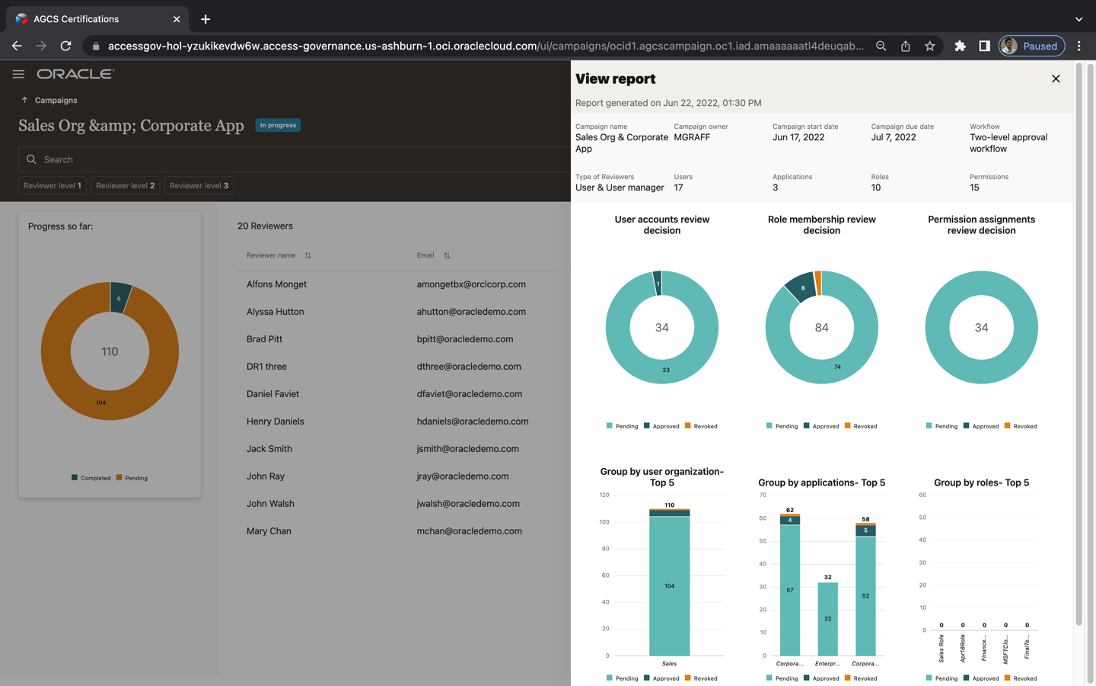 AGCS Certifications
accessgov-hol-yzukikevdw6w.access-governance.us-ashburn-1.oci.oraclecloud.com/ui/campaigns/ocid1.agcscampaign.oc1.iad.amaaaaaatl4deuqab...
Paused
ORACLE
Campaigns
Sales Org &amp; Corporate App
In progress
Search
Reviewer level 1
Reviewer level 2
Reviewer level 3
Progress so far:
6
110
104
Completed
Pending
20 Reviewers
Reviewer name
Email
Alfons Monget
amongetbx@orclcorp.com
Alyssa Hutton
ahutton@oracledemo.com
Brad Pitt
bpitt@oracledemo.com
DR1 three
dthree@oracledemo.com
Daniel Faviet
dfaviet@oracledemo.com
Henry Daniels
hdaniels@oracledemo.com
Jack Smith
jsmith@oracledemo.com
John Ray
jray@oracledemo.com
John Walsh
jwalsh@oracledemo.com
Mary Chan
mchan@oracledemo.com
View report
Report generated on Jun 22, 2022, 01:30 PM
Campaign name
Sales Org & Corporate
App
Campaign owner
MGRAFF
Campaign start date
Jun 17, 2022
Campaign due date
Jul 7, 2022
Workflow
Two-level approval
workflow
Type of Reviewers
User & User manager
Users
17
Applications
3
Roles
10
Permissions
15
User accounts review
decision
1
34
33
Pending
Approved
Revoked
Role membership review
decision
8
84
74
Pending
Approved
Revoked
Permission assignments
review decision
34
Pending
Approved
Revoked
Group by user organization-
Top 5
120
100
80
60
40
20
0
110
104
Sales
Pending
Approved
Revoked
Group by applications- Top 5
70
60
50
40
30
20
10
0
62
4
57
32
32
58
5
52
Corpora...
Enterpr...
Corpora...
Pending
Approved
Revoked
Group by roles- Top 5
60
50
40
30
20
10
0
0
0
0
0
0
Sales Role
Apr18Role
Finance...
MSFTClo...
FinalTe...
Pending
Approved
Revoked